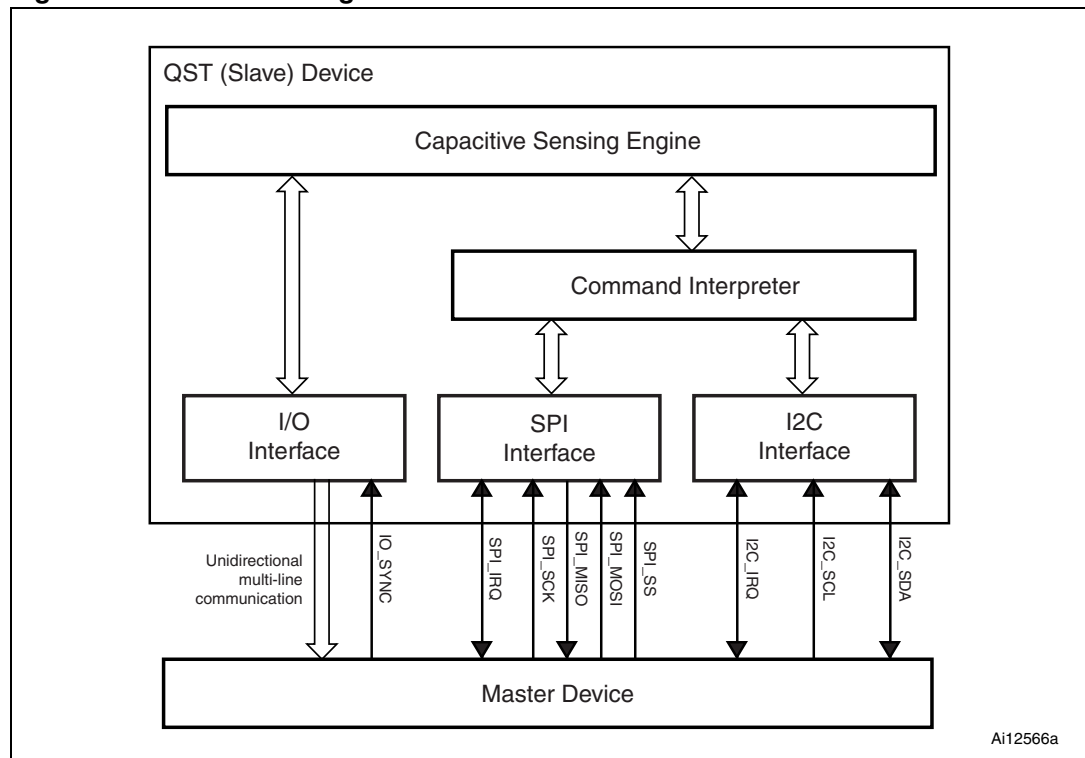 QST (Slave) Device
Capacitive Sensing Engine
Command Interpreter
I/O
Interface
SPI
Interface
I2C
Interface
Unidirectional
multi-line
communication
IO_SYNC
SPI_IRQ
SPI_SCK
SPI_MISO
SPI_MOSI
SPI_SS
I2C_IRQ
I2C_SCL
I2C_SDA
Master Device
Ai12566a